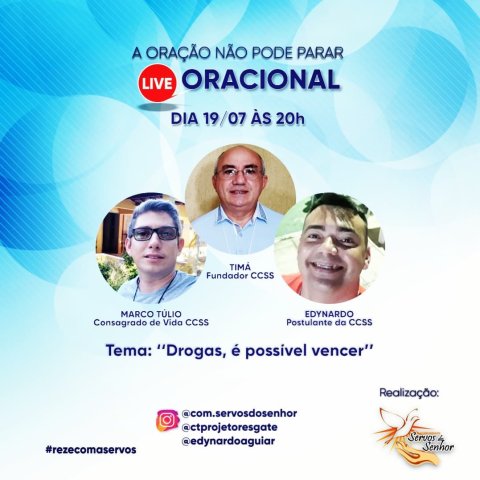 A ORAÇÃO NÃO PODE PARAR
LIVE ORACIONAL
DIA 19/07 ÀS 20h
TIMÁ
Fundador CCSS
MARCO TÚLIO
Consagrado de Vida CCSS
EDYNARDO
Postulante da CCSS
Tema: ‘‘Drogas, é possível vencer’’
Realização:
@com.servosdosenhor
@ctprojetoresgate
@edynardoaguiar
#rezecomaservos
Servos do
Senhor